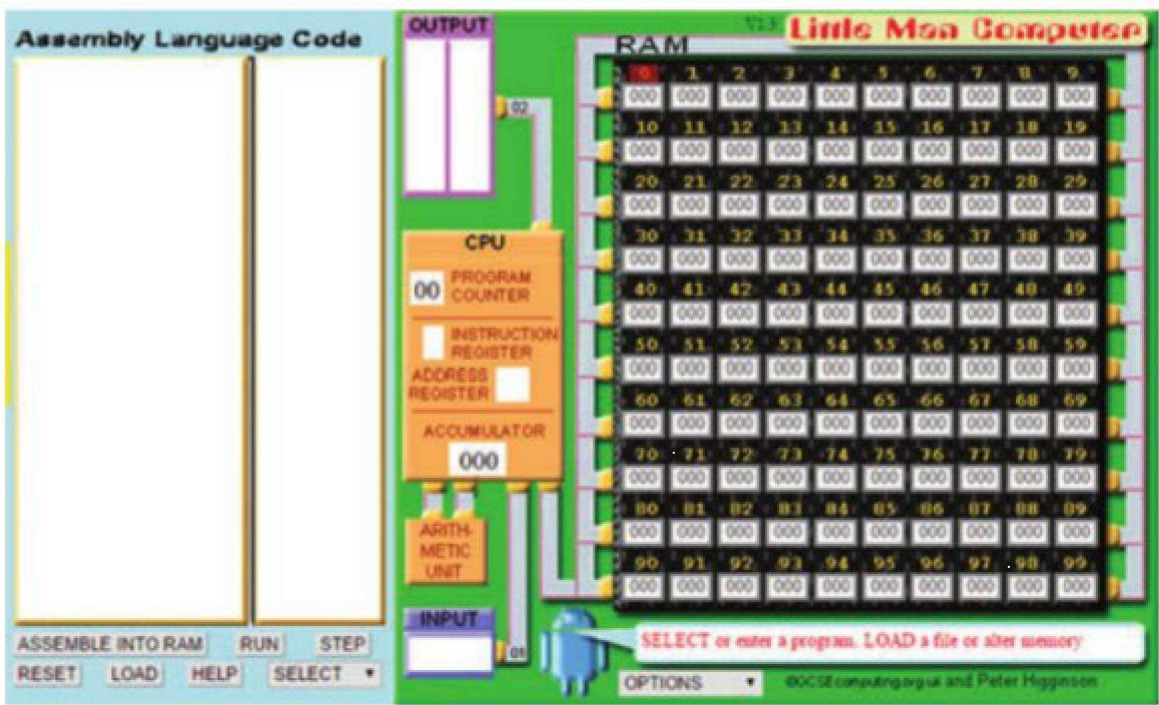 Assembly Language Code
OUTPUT
V1.3 Little Man Computer
RAM
0 1 2 3 4 5 6 7 8 9
000 000 000 000 000 000 000 000 000 000
10 11 12 13 14 15 16 17 18 19
000 000 000 000 000 000 000 000 000 000
20 21 22 23 24 25 26 27 28 29
000 000 000 000 000 000 000 000 000 000
30 31 32 33 34 35 36 37 38 39
000 000 000 000 000 000 000 000 000 000
40 41 42 43 44 45 46 47 48 49
000 000 000 000 000 000 000 000 000 000
50 51 52 53 54 55 56 57 58 59
000 000 000 000 000 000 000 000 000 000
60 61 62 63 64 65 66 67 68 69
000 000 000 000 000 000 000 000 000 000
70 71 72 73 74 75 76 77 78 79
000 000 000 000 000 000 000 000 000 000
80 81 82 83 84 85 86 87 88 89
000 000 000 000 000 000 000 000 000 000
90 91 92 93 94 95 96 97 98 99
000 000 000 000 000 000 000 000 000 000
02
CPU
00 PROGRAM
COUNTER
INSTRUCTION
REGISTER
ADDRESS
REGISTER
ACCUMULATOR
000
ARITH-
METIC
UNIT
INPUT
01
ASSEMBLE INTO RAM RUN STEP
RESET LOAD HELP SELECT
SELECT or enter a program, LOAD a file or alter memory
OPTIONS
©GCSEcomputing.org.uk and Peter Higginson